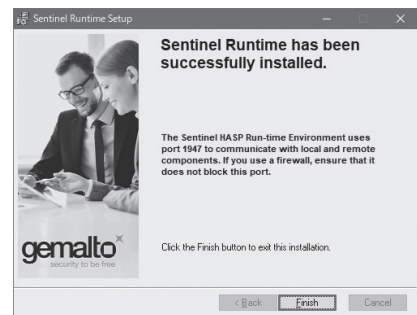 Sentinel Runtime Setup
Sentinel Runtime has been
successfully installed.
The Sentinel HASP Run-time Environment uses
port 1947 to communicate with local and remote
components. If you use a firewall, ensure that it
does not block this port.
gemalto
security to be free
Click the Finish button to exit this installation.
< Back
Finish
Cancel